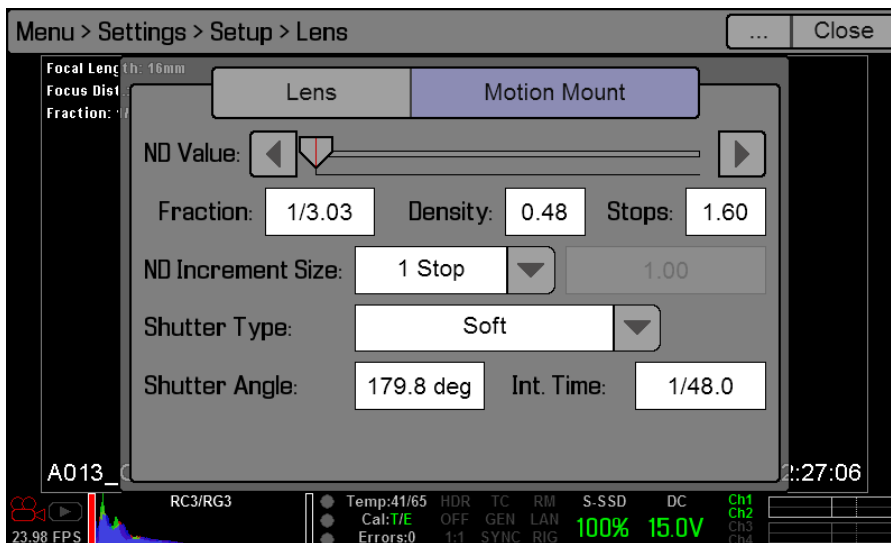 Menu > Settings > Setup > Lens ... Close
Focal Length: 16mm
Focus Dist
Fraction:
Lens Motion Mount
ND Value:
Fraction: 1/3.03 Density: 0.48 Stops: 1.60
ND Increment Size: 1 Stop 1.00
Shutter Type: Soft
Shutter Angle: 179.8 deg Int. Time: 1/48.0
A013_ 2:27:06
RC3/RG3 Temp:41/65 HDR TC RM S-SSD DC Ch1
Ch2
Cal:T/E OFF GEN LAN 100% 15.0V Ch3
23.98 FPS Errors:0 1:1 SYNC RIG Ch4